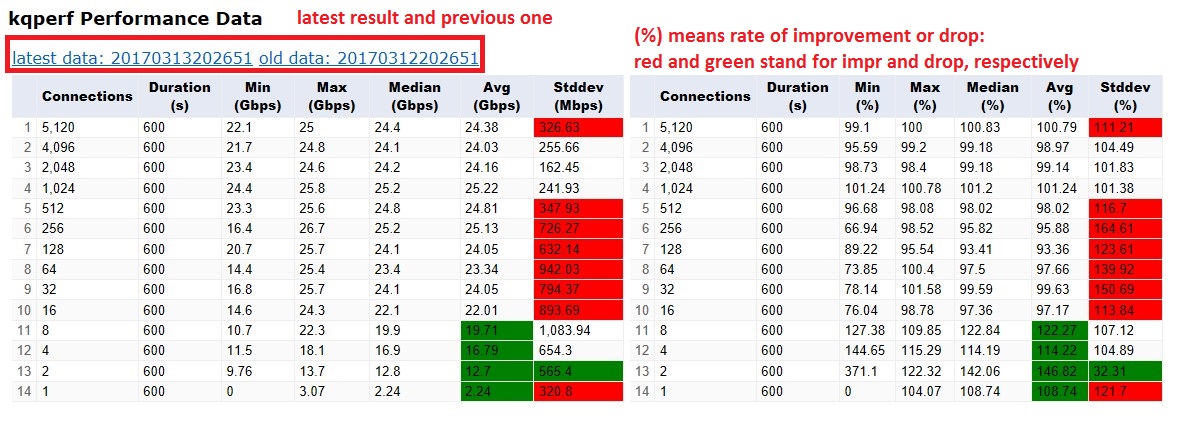 kqperf Performance Data latest result and previous one
latest data: 20170313202651 old data: 20170312202651
(%) means rate of improvement or drop:
red and green stand for impr and drop, respectively
Connections Duration (s) Min (Gbps) Max (Gbps) Median (Gbps) Avg (Gbps) Stddev (Mbps)
1 5,120 600 22.1 25 24.4 24.38 326.63
2 4,096 600 21.7 24.8 24.1 23.91 255.66
3 2,048 600 23.4 24.6 24.2 24.16 162.45
4 1,024 600 24.4 25.8 25.2 25.22 241.93
5 512 600 23.3 25.6 24.8 24.81 347.93
6 256 600 16.4 26.7 25.2 25.13 726.27
7 128 600 20.7 25.7 24.1 24.05 632.14
8 64 600 14.4 25.4 23.4 23.34 942.03
9 32 600 16.8 25.7 24.1 24.05 794.37
10 16 600 14.6 24.3 22.1 22.01 893.69
11 8 600 10.7 22.3 19.9 19.71 1,083.94
12 4 600 11.5 18.1 16.9 16.79 654.3
13 2 600 9.76 13.7 12.8 12.7 565.4
14 1 600 0 3.07 2.24 2.24 320.8
Connections Duration (s) Min (%) Max (%) Median (%) Avg (%) Stddev (%)
1 5,120 600 99.1 100 100.83 100.79 111.21
2 4,096 600 95.59 99.2 99.18 98.97 104.49
3 2,048 600 98.73 98.4 99.18 99.14 101.83
4 1,024 600 101.24 100.78 101.2 101.24 101.38
5 512 600 96.68 98.08 98.02 98.02 116.7
6 256 600 66.94 98.52 95.82 95.88 164.61
7 128 600 89.22 95.54 93.41 93.36 123.61
8 64 600 73.85 100.4 97.5 97.66 139.92
9 32 600 78.14 101.58 99.59 99.63 150.69
10 16 600 76.04 98.78 97.36 97.17 113.84
11 8 600 127.38 109.85 122.84 122.27 107.12
12 4 600 144.65 115.29 114.19 114.22 104.89
13 2 600 371.1 122.32 142.06 146.82 32.31
14 1 600 0 104.07 108.74 108.74 121.7